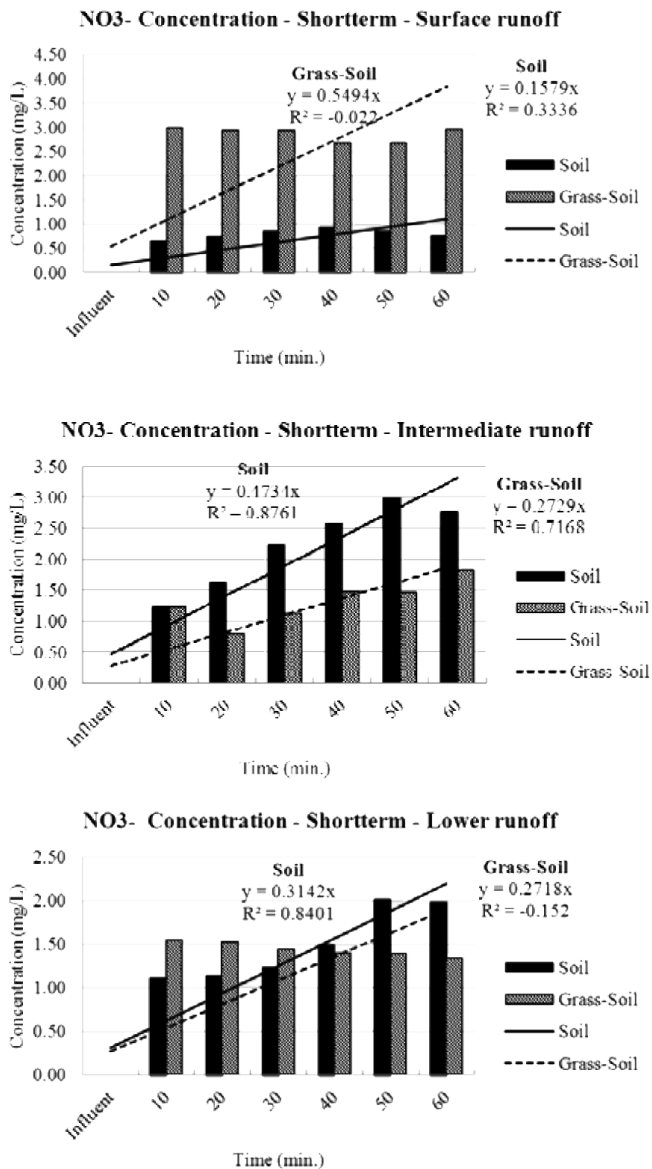 NO3- Concentration - Shortterm - Surface runoff
Concentration (mg/L)
4.50
4.00
3.50
3.00
2.50
2.00
1.50
1.00
0.50
0.00
Grass-Soil
y = 0.5494x
R² = -0.022
Soil
y = 0.1579x
R² = 0.3336
Soil
Grass-Soil
Soil
Grass-Soil
Influent
10
20
30
40
50
60
Time (min.)
NO3- Concentration - Shortterm - Intermediate runoff
Concentration (mg/L)
3.50
3.00
2.50
2.00
1.50
1.00
0.50
0.00
Soil
y = 0.4734x
R² = 0.8761
Grass-Soil
y = 0.2729x
R² = 0.7168
Soil
Grass-Soil
Soil
Grass-Soil
Influent
10
20
30
40
50
60
Time (min.)
NO3- Concentration - Shortterm - Lower runoff
Concentration (mg/L)
2.50
2.00
1.50
1.00
0.50
0.00
Soil
y = 0.3142x
R² = 0.8401
Grass-Soil
y = 0.2718x
R² = -0.152
Soil
Grass-Soil
Soil
Grass-Soil
Influent
10
20
30
40
50
60
Time (min.)